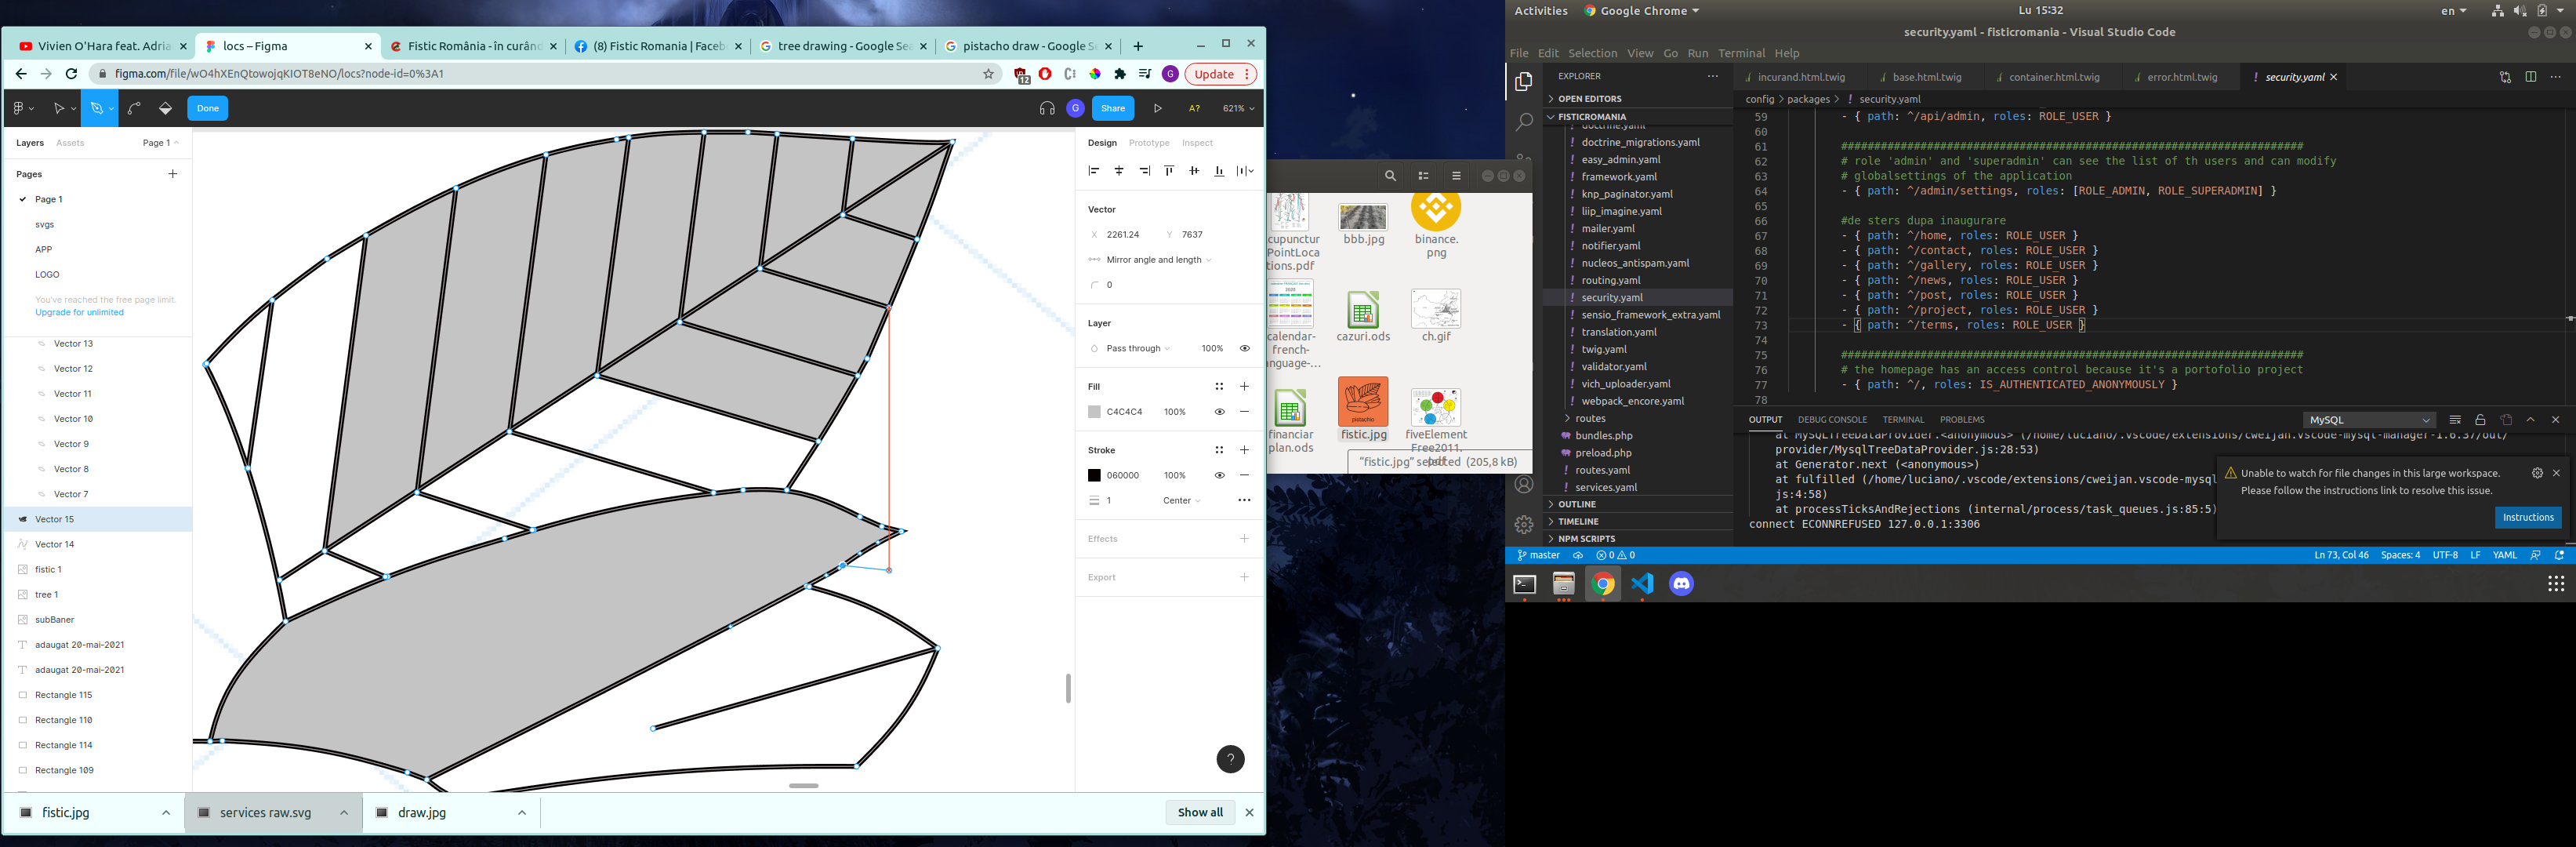 Vivien O'Hara feat. Adria
locs – Figma
Fistic România - în curând
(8) Fistic Romania | Faceb
tree drawing - Google Sea
pistacho draw - Google Se
figma.com/file/wO4hXEnQtowojqKIOT8eNO/locs?node-id=0%3A1
12
G
Update
Done
G
Share
A?
621%
Layers
Assets
Page 1
Pages
Page 1
svgs
APP
LOGO
You've reached the free page limit.
Upgrade for unlimited
Vector 13
Vector 12
Vector 11
Vector 10
Vector 9
Vector 8
Vector 7
Vector 15
Vector 14
fistic 1
tree 1
subBaner
adaugat 20-mai-2021
adaugat 20-mai-2021
Rectangle 115
Rectangle 110
Rectangle 114
Rectangle 109
Design
Prototype
Inspect
Vector
X 2261.24
Y 7637
Mirror angle and length
0
Layer
Pass through
100%
Fill
C4C4C4
100%
Stroke
060000
100%
1
Center
Effects
Export
?
fistic.jpg
services raw.svg
draw.jpg
Show all
cupunctur
PointLoca
tions.pdf
bbb.jpg
binance.
png
calendar-
french-
anguage-...
cazuri.ods
ch.gif
financiar
plan.ods
pistachio
fistic.jpg
fiveElement
Free2011.
"fistic.jpg" selected (205,8 kB)
Activities
Google Chrome
Lu 15:32
en
security.yaml - fisticromania - Visual Studio Code
File
Edit
Selection
View
Go
Run
Terminal
Help
EXPLORER
OPEN EDITORS
FISTICROMANIA
doctrine.yaml
doctrine_migrations.yaml
easy_admin.yaml
framework.yaml
knp_paginator.yaml
liip_imagine.yaml
mailer.yaml
notifier.yaml
nucleos_antispam.yaml
routing.yaml
security.yaml
sensio_framework_extra.yaml
translation.yaml
twig.yaml
validator.yaml
vich_uploader.yaml
webpack_encore.yaml
routes
bundles.php
preload.php
routes.yaml
services.yaml
OUTLINE
TIMELINE
NPM SCRIPTS
incurand.html.twig
base.html.twig
container.html.twig
error.html.twig
security.yaml
config > packages > security.yaml
59 - { path: ^/api/admin, roles: ROLE_USER }
60
61 ######################################################################
62 # role 'admin' and 'superadmin' can see the list of th users and can modify
63 # globalsettings of the application
64 - { path: ^/admin/settings, roles: [ROLE_ADMIN, ROLE_SUPERADMIN] }
65
66 #de sters dupa inaugurare
67 - { path: ^/home, roles: ROLE_USER }
68 - { path: ^/contact, roles: ROLE_USER }
69 - { path: ^/gallery, roles: ROLE_USER }
70 - { path: ^/news, roles: ROLE_USER }
71 - { path: ^/post, roles: ROLE_USER }
72 - { path: ^/project, roles: ROLE_USER }
73 - { path: ^/terms, roles: ROLE_USER }
74
75 ######################################################################
76 # the homepage has an access control because it's a portofolio project
77 - { path: ^/, roles: IS_AUTHENTICATED_ANONYMOUSLY }
78
OUTPUT
DEBUG CONSOLE
TERMINAL
PROBLEMS
MySQL
at MySQLTreeDataProvider.<anonymous> (/home/luciano/.vscode/extensions/cweijan.vscode-mysql-manager-1.6.37/out/
provider/MysqlTreeDataProvider.js:28:53)
at Generator.next (<anonymous>)
at fulfilled (/home/luciano/.vscode/extensions/cweijan.vscode-mysql
js:4:58)
at processTicksAndRejections (internal/process/task_queues.js:85:5)
connect ECONNREFUSED 127.0.0.1:3306
Unable to watch for file changes in this large workspace.
Please follow the instructions link to resolve this issue.
Instructions
master
0
0
Ln 73, Col 46
Spaces: 4
UTF-8
LF
YAML